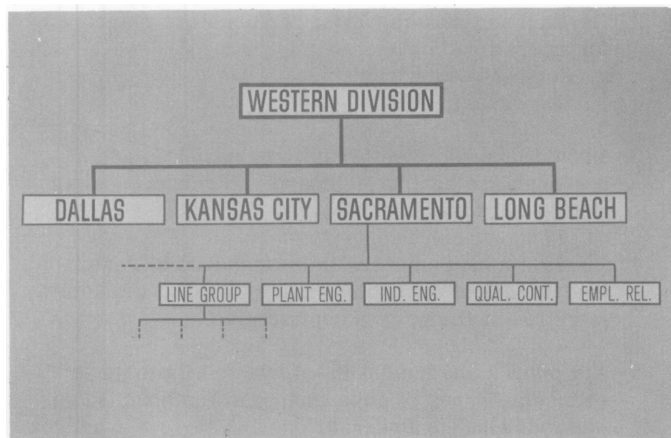 WESTERN DIVISION
DALLAS KANSAS CITY SACRAMENTO LONG BEACH
LINE GROUP PLANT ENG. IND. ENG. QUAL. CONT. EMPL. REL.